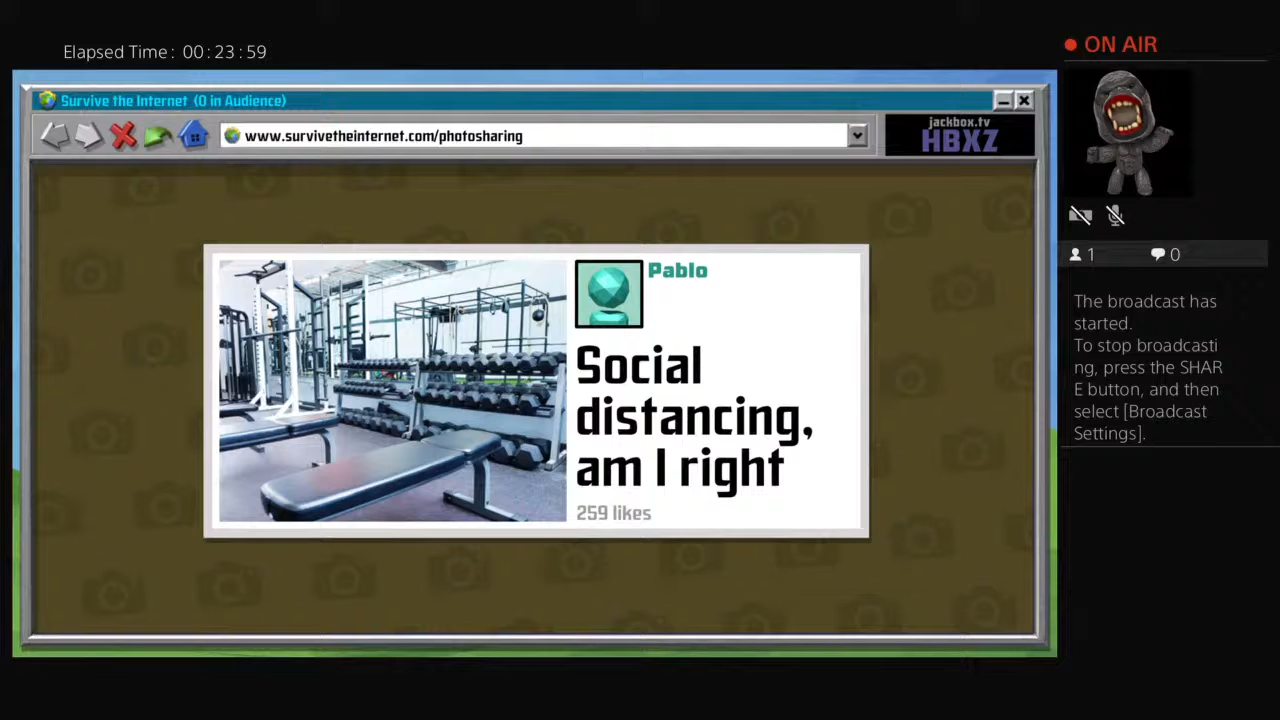 Elapsed Time: 00:23:59
ON AIR
Survive the Internet (0 in Audience)
www.survivetheinternet.com/photosharing
jackbox.tv
HBXZ
Pablo
Social
distancing,
am I right
259 likes
1
0
The broadcast has
started.
To stop broadcasti
ng, press the SHAR
E button, and then
select [Broadcast
Settings].